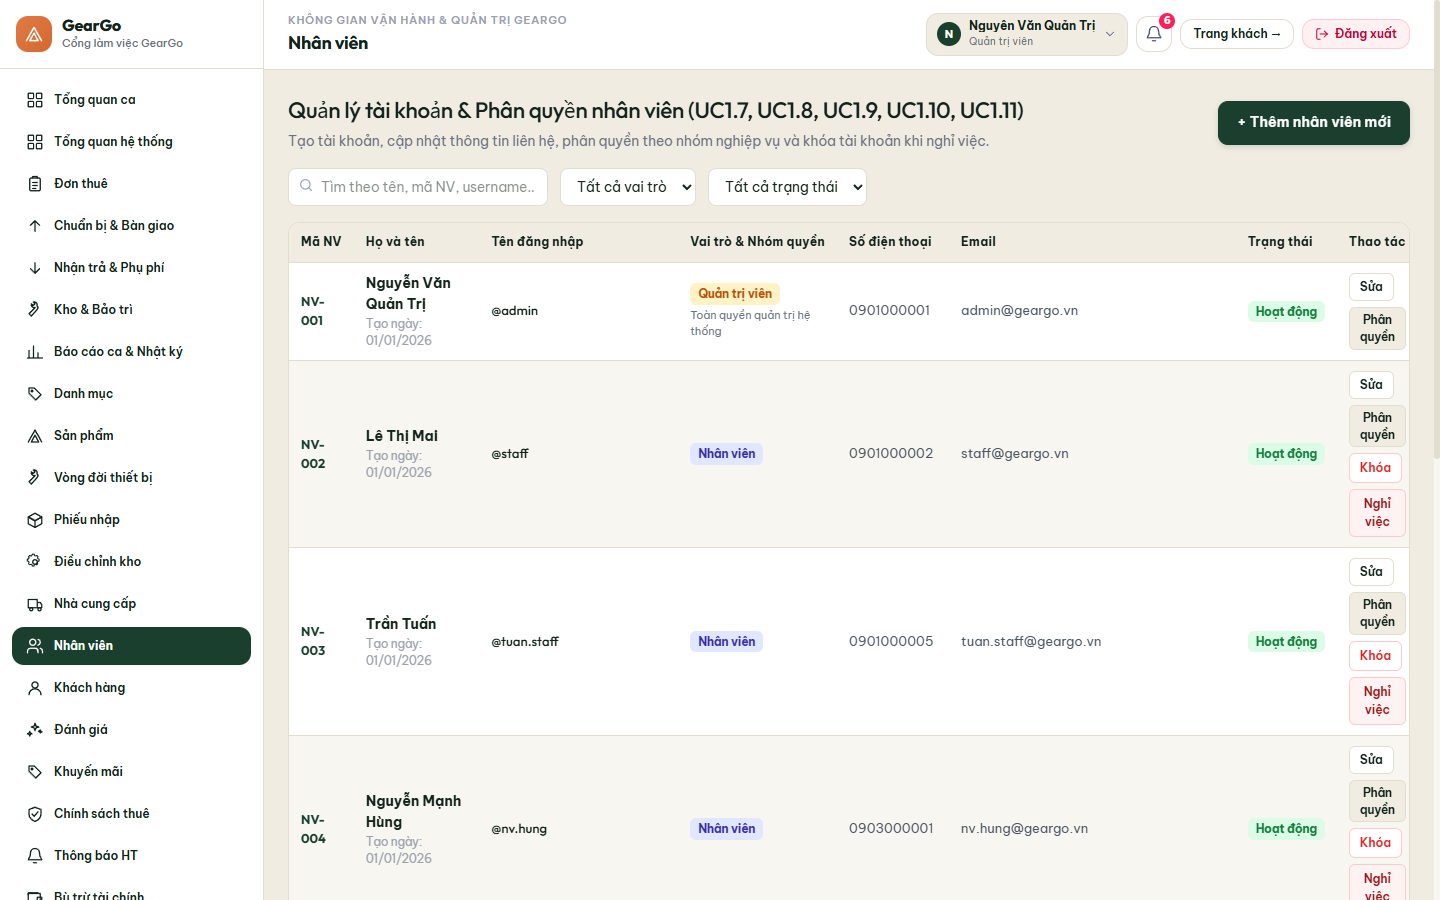 GearGo
Cổng làm việc GearGo
KHÔNG GIAN VẬN HÀNH & QUẢN TRỊ GEARGO
Nhân viên
N
Nguyễn Văn Quản Trị
Quản trị viên
6
Trang khách →
Đăng xuất
Tổng quan ca
Tổng quan hệ thống
Đơn thuê
Chuẩn bị & Bàn giao
Nhận trả & Phụ phí
Kho & Bảo trì
Báo cáo ca & Nhật ký
Danh mục
Sản phẩm
Vòng đời thiết bị
Phiếu nhập
Điều chỉnh kho
Nhà cung cấp
Nhân viên
Khách hàng
Đánh giá
Khuyến mãi
Chính sách thuê
Thông báo HT
Bù trừ tài chính
Quản lý tài khoản & Phân quyền nhân viên (UC1.7, UC1.8, UC1.9, UC1.10, UC1.11)
Tạo tài khoản, cập nhật thông tin liên hệ, phân quyền theo nhóm nghiệp vụ và khóa tài khoản khi nghỉ việc.
+ Thêm nhân viên mới
Tìm theo tên, mã NV, username..
Tất cả vai trò
Tất cả trạng thái
Mã NV
Họ và tên
Tên đăng nhập
Vai trò & Nhóm quyền
Số điện thoại
Email
Trạng thái
Thao tác
NV-
001
Nguyễn Văn
Quản Trị
Tạo ngày:
01/01/2026
@admin
Quản trị viên
Toàn quyền quản trị hệ
thống
0901000001
admin@geargo.vn
Hoạt động
Sửa
Phân
quyền
NV-
002
Lê Thị Mai
Tạo ngày:
01/01/2026
@staff
Nhân viên
0901000002
staff@geargo.vn
Hoạt động
Sửa
Phân
quyền
Khóa
Nghỉ
việc
NV-
003
Trần Tuấn
Tạo ngày:
01/01/2026
@tuan.staff
Nhân viên
0901000005
tuan.staff@geargo.vn
Hoạt động
Sửa
Phân
quyền
Khóa
Nghỉ
việc
NV-
004
Nguyễn Mạnh
Hùng
Tạo ngày:
01/01/2026
@nv.hung
Nhân viên
0903000001
nv.hung@geargo.vn
Hoạt động
Sửa
Phân
quyền
Khóa
Nghỉ
việc